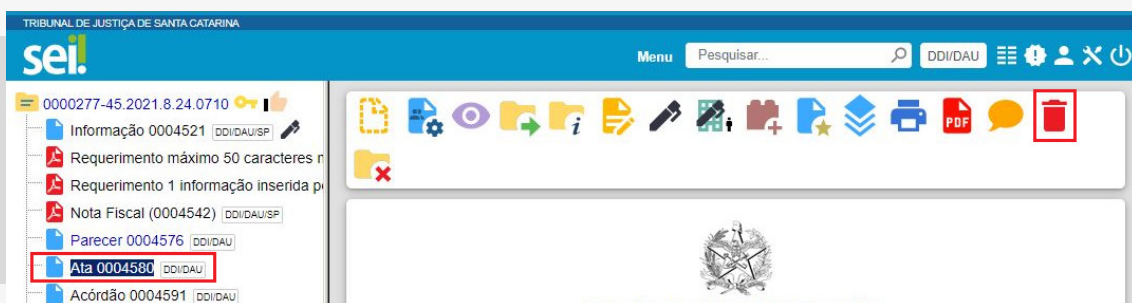 TRIBUNAL DE JUSTIÇA DE SANTA CATARINA
sei!
Menu Pesquisar... DDI/DAU
0000277-45.2021.8.24.0710
Informação 0004521 DDI/DAU/SP
Requerimento máximo 50 caracteres n
Requerimento 1 informação inserida p
Nota Fiscal (0004542) DDI/DAU/SP
Parecer 0004576 DDI/DAU
Ata 0004580 DDI/DAU
Acórdão 0004591 DDI/DAU
PDF